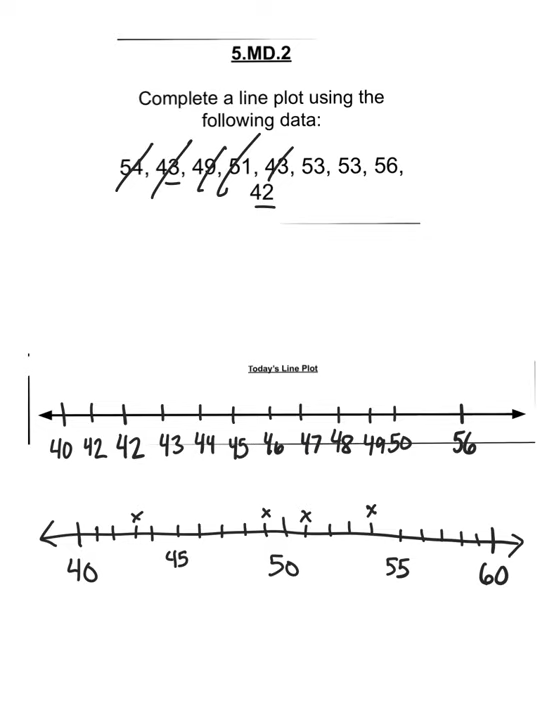 5.MD.2
Complete a line plot using the
following data:
54, 43, 49, 51, 43, 53, 53, 56,
42
Today's Line Plot
40 42 42 43 44 45 46 47 48 49 50 56
x x x x
40 45 50 55 60